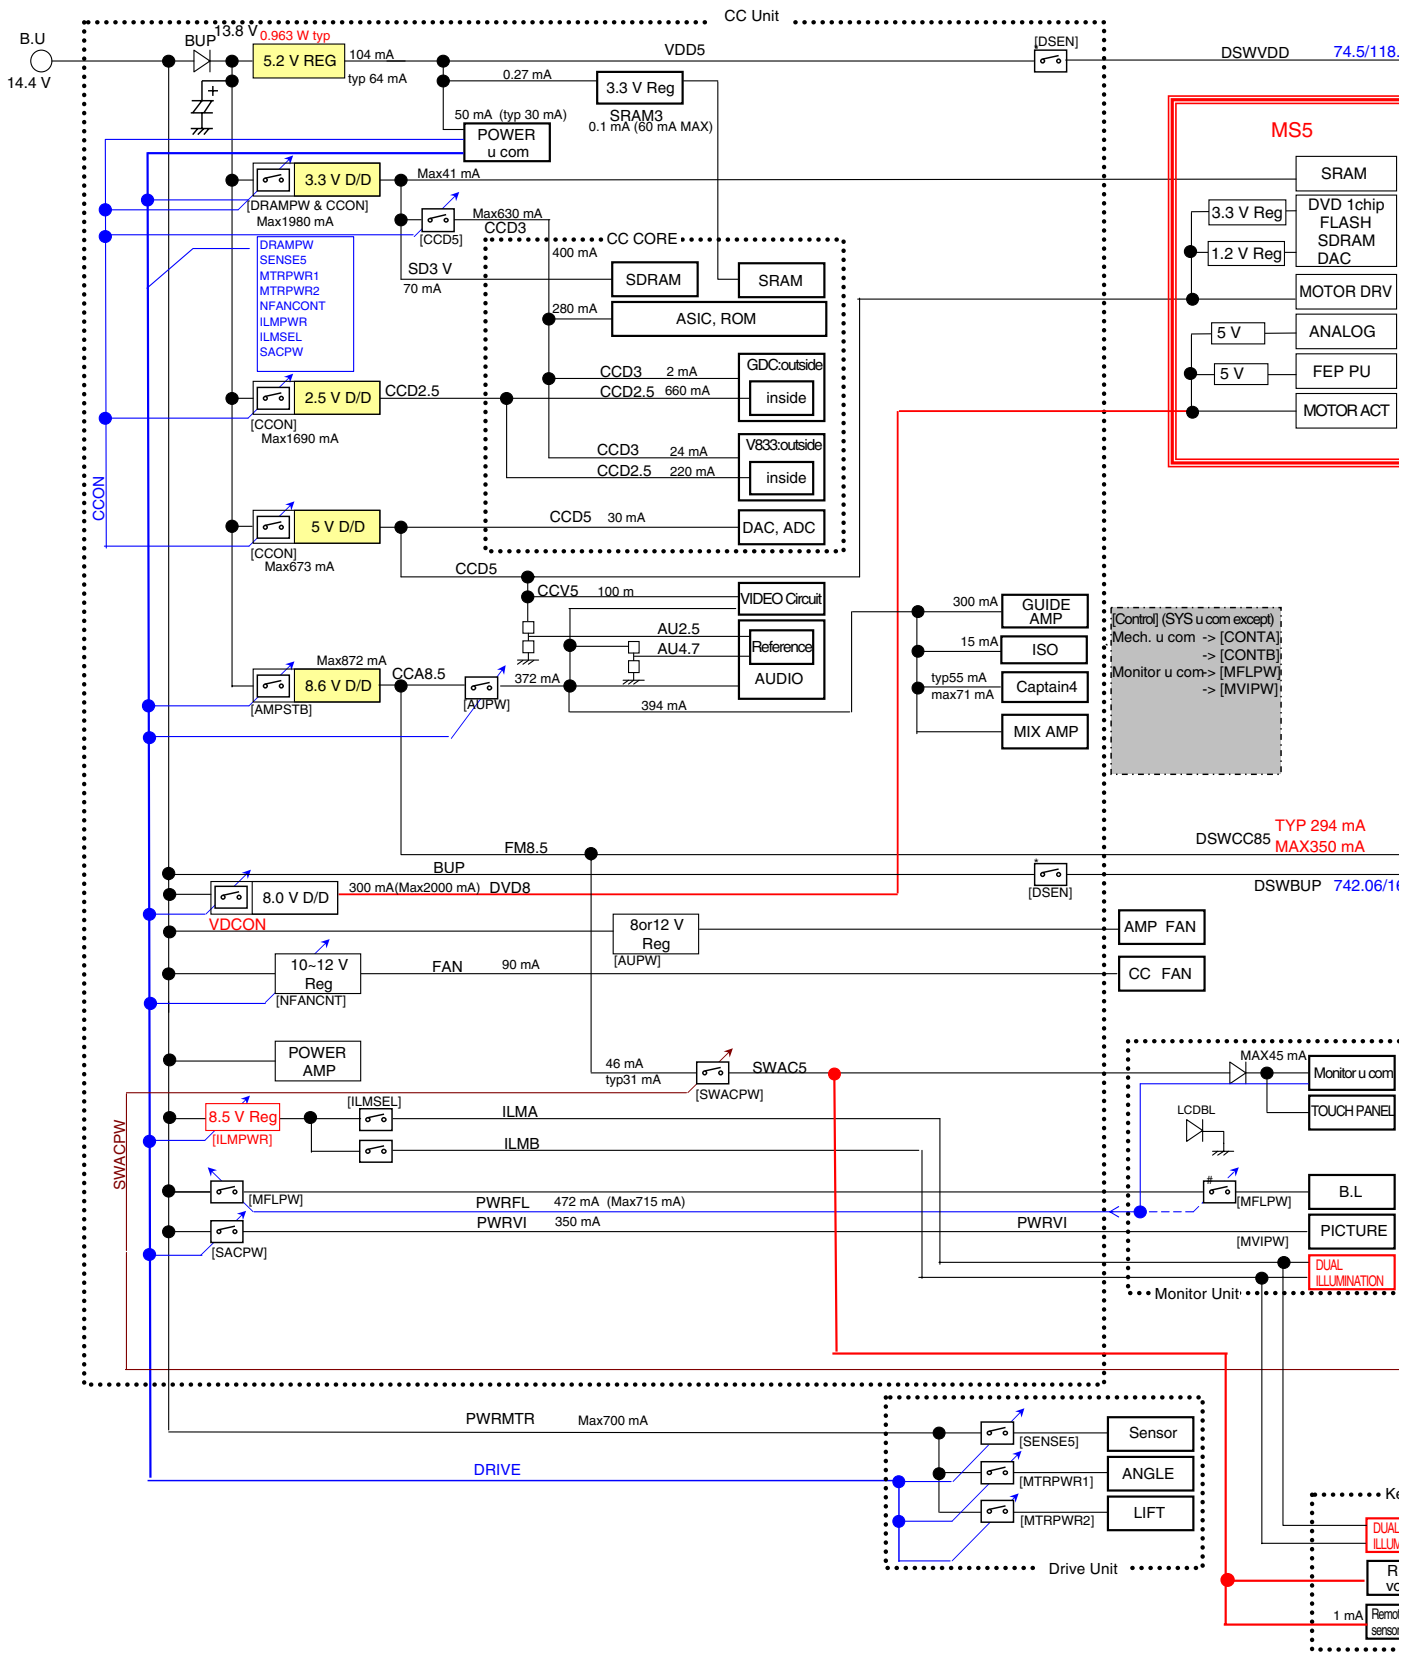 CC Unit
B.U
14.4 V
BUP
13.8 V
0.963 W typ
5.2 V REG
104 mA
typ 64 mA
VDD5
[DSEN]
DSWVDD
74.5/118.
0.27 mA
3.3 V Reg
SRAM3
0.1 mA (60 mA MAX)
50 mA (typ 30 mA)
POWER
u com
+
MS5
3.3 V D/D
Max41 mA
[DRAMPW & CCON]
Max1980 mA
SRAM
3.3 V Reg
DVD 1chip
FLASH
SDRAM
DAC
1.2 V Reg
MOTOR DRV
5 V
ANALOG
5 V
FEP PU
MOTOR ACT
Max630 mA
CCD3
[CCD5]
DRAMPW
SENSE5
MTRPWR1
MTRPWR2
NFANCONT
ILMPWR
ILMSEL
SACPW
CC CORE
400 mA
SD3 V
70 mA
SDRAM
SRAM
280 mA
ASIC, ROM
CCD3
2 mA
GDC:outside
CCD2.5
660 mA
inside
2.5 V D/D
CCD2.5
[CCON]
Max1690 mA
CCD3
24 mA
V833:outside
CCD2.5
220 mA
inside
CCON
5 V D/D
CCD5
30 mA
DAC, ADC
[CCON]
Max673 mA
CCD5
CCV5
100 m
VIDEO Circuit
AU2.5
AU4.7
Reference
AUDIO
Max872 mA
8.6 V D/D
CCA8.5
372 mA
[AMPSTB]
[AUPW]
394 mA
300 mA
GUIDE
AMP
15 mA
ISO
typ55 mA
max71 mA
Captain4
MIX AMP
[Control] (SYS u com except)
Mech. u com -> [CONTA]
-> [CONTB]
Monitor u com-> [MFLPW]
-> [MVIPW]
FM8.5
DSWCC85
TYP 294 mA
MAX350 mA
BUP
*
[DSEN]
DSWBUP
742.06/16
8.0 V D/D
300 mA(Max2000 mA)
DVD8
VDCON
8or12 V
Reg
[AUPW]
AMP FAN
10~12 V
Reg
[NFANCNT]
FAN
90 mA
CC FAN
POWER
AMP
46 mA
typ31 mA
SWAC5
[SWACPW]
MAX45 mA
Monitor u com
TOUCH PANEL
LCDBL
SWACPW
8.5 V Reg
[ILMPWR]
[ILMSEL]
ILMA
ILMB
[MFLPW]
PWRFL
472 mA (Max715 mA)
#
[MFLPW]
B.L
[SACPW]
PWRVI
350 mA
PWRVI
[MVIPW]
PICTURE
DUAL
ILLUMINATION
Monitor Unit
PWRMTR
Max700 mA
[SENSE5]
Sensor
DRIVE
[MTRPWR1]
ANGLE
[MTRPWR2]
LIFT
Drive Unit
Ke
DUAL
ILLUM
R
vo
1 mA
Remot
sensor